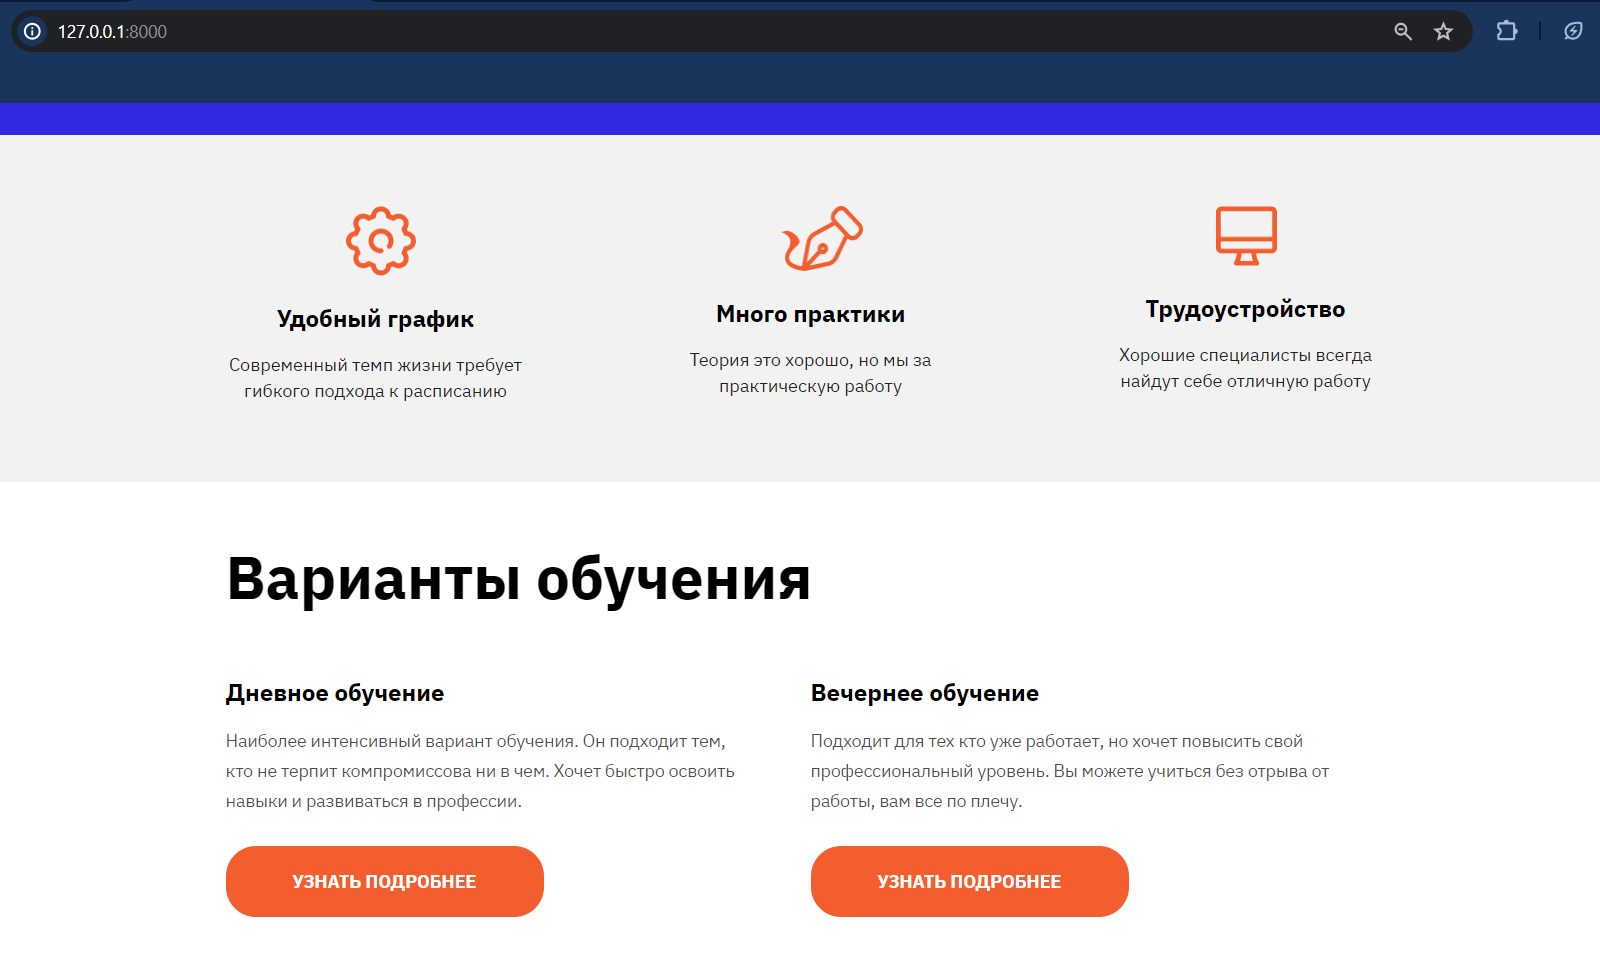 127.0.0.1:8000
Удобный график
Современный темп жизни требует
гибкого подхода к расписанию
Много практики
Теория это хорошо, но мы за
практическую работу
Трудоустройство
Хорошие специалисты всегда
найдут себе отличную работу
Варианты обучения
Дневное обучение
Наиболее интенсивный вариант обучения. Он подходит тем,
кто не терпит компромиссова ни в чем. Хочет быстро освоить
навыки и развиваться в профессии.
УЗНАТЬ ПОДРОБНЕЕ
Вечернее обучение
Подходит для тех кто уже работает, но хочет повысить свой
профессиональный уровень. Вы можете учиться без отрыва от
работы, вам все по плечу.
УЗНАТЬ ПОДРОБНЕЕ